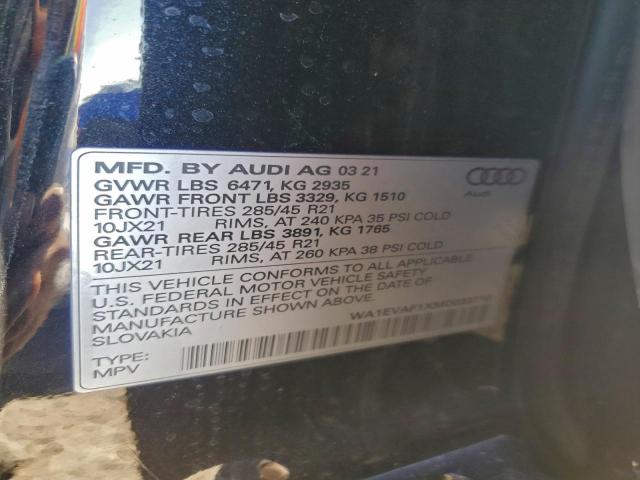 MFD. BY AUDI AG 03 21
GVWR LBS 6471, KG 2935
GAWR FRONT LBS 3329, KG 1510
FRONT-TIRES 285/45 R21
10JX21 RIMS, AT 240 KPA 35 PSI COLD
GAWR REAR LBS 3891, KG 1765
REAR-TIRES 285/45 R21
10JX21 RIMS, AT 260 KPA 38 PSI COLD
THIS VEHICLE CONFORMS TO ALL APPLICABLE
U.S. FEDERAL MOTOR VEHICLE SAFETY
STANDARDS IN EFFECT ON THE DATE OF
MANUFACTURE SHOWN ABOVE.
SLOVAKIA
TYPE:
MPV
Audi